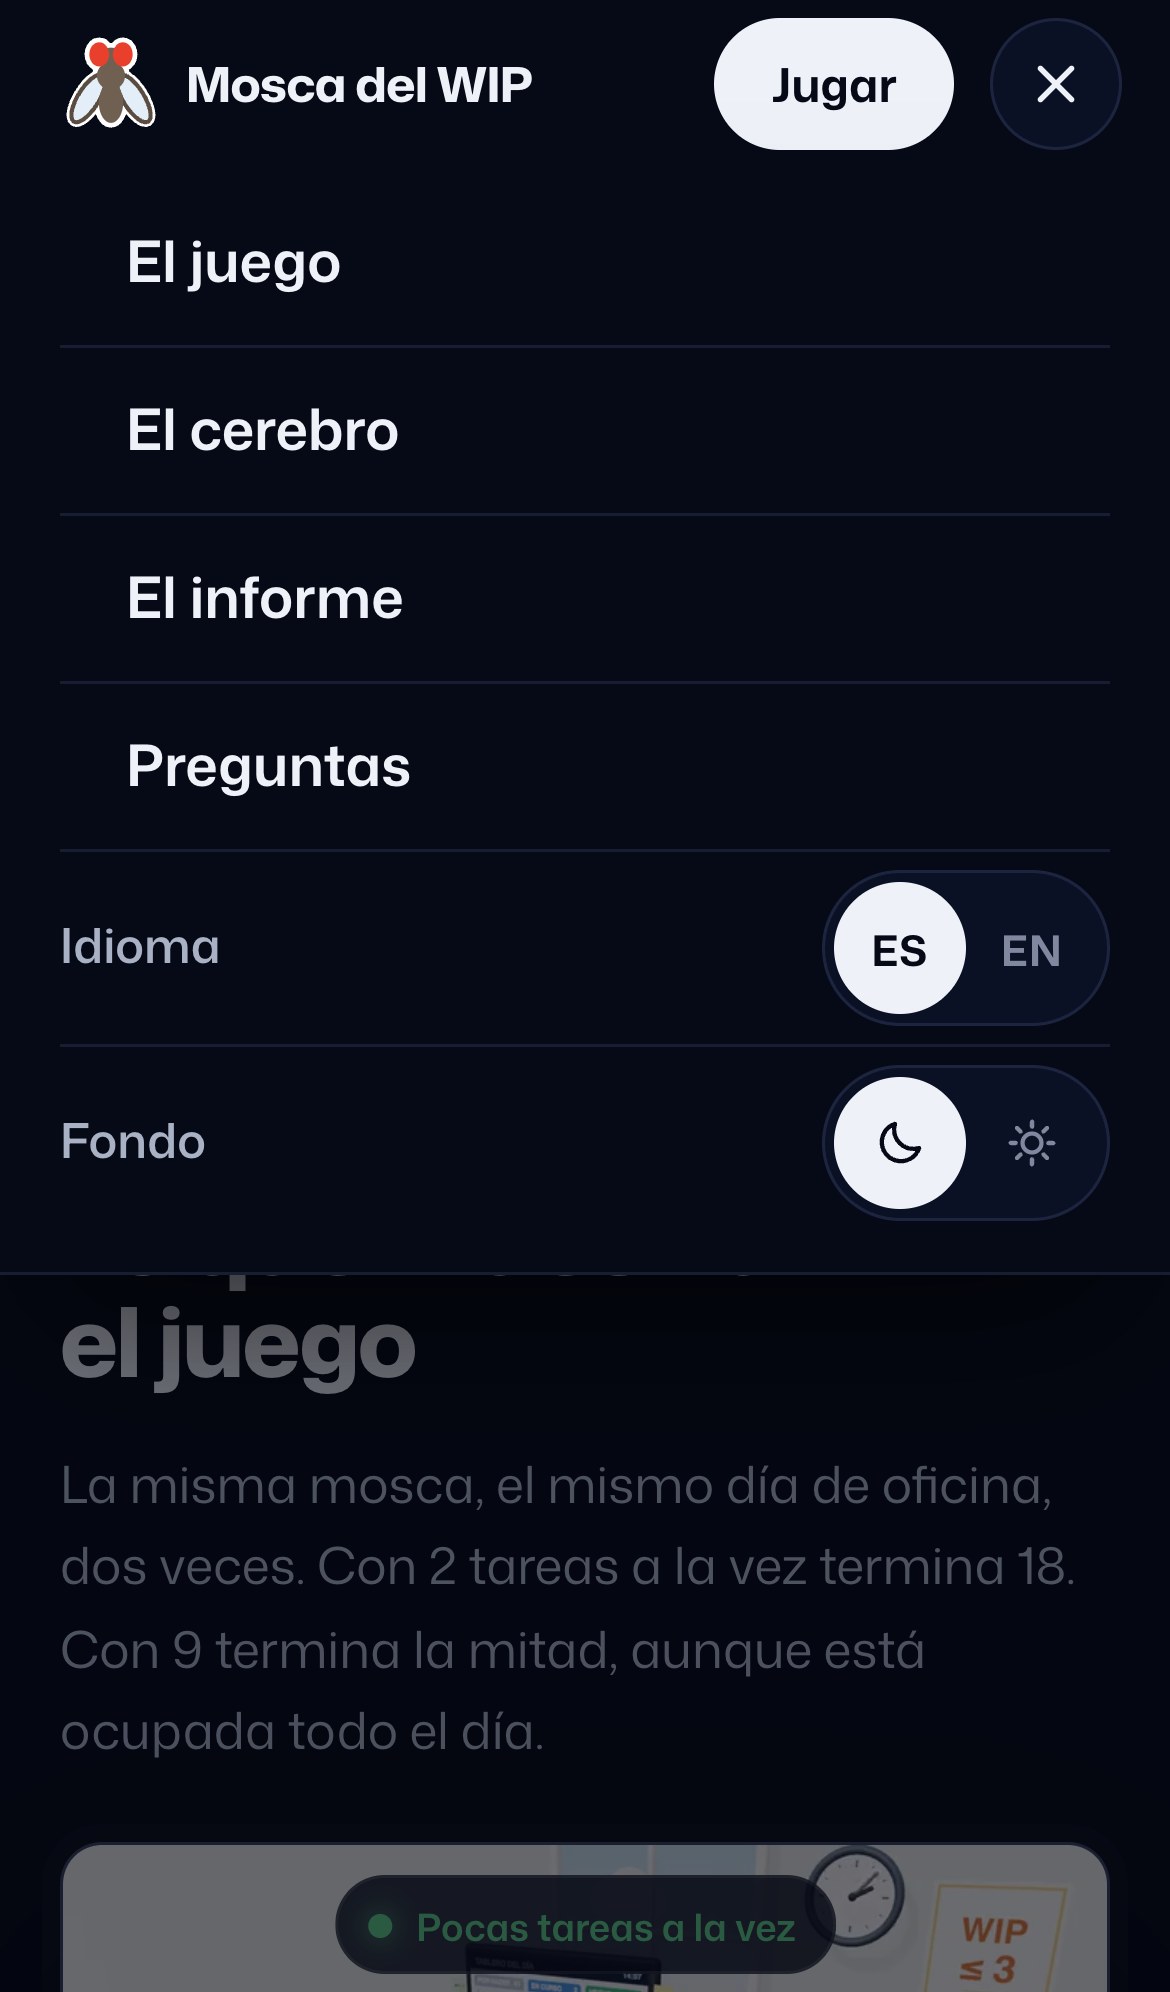 Mosca del WIP
Jugar
El juego
El cerebro
El informe
Preguntas
Idioma
ES
EN
Fondo
el juego
La misma mosca, el mismo día de oficina,
dos veces. Con 2 tareas a la vez termina 18.
Con 9 termina la mitad, aunque está
ocupada todo el día.
Pocas tareas a la vez
WIP
≤ 3